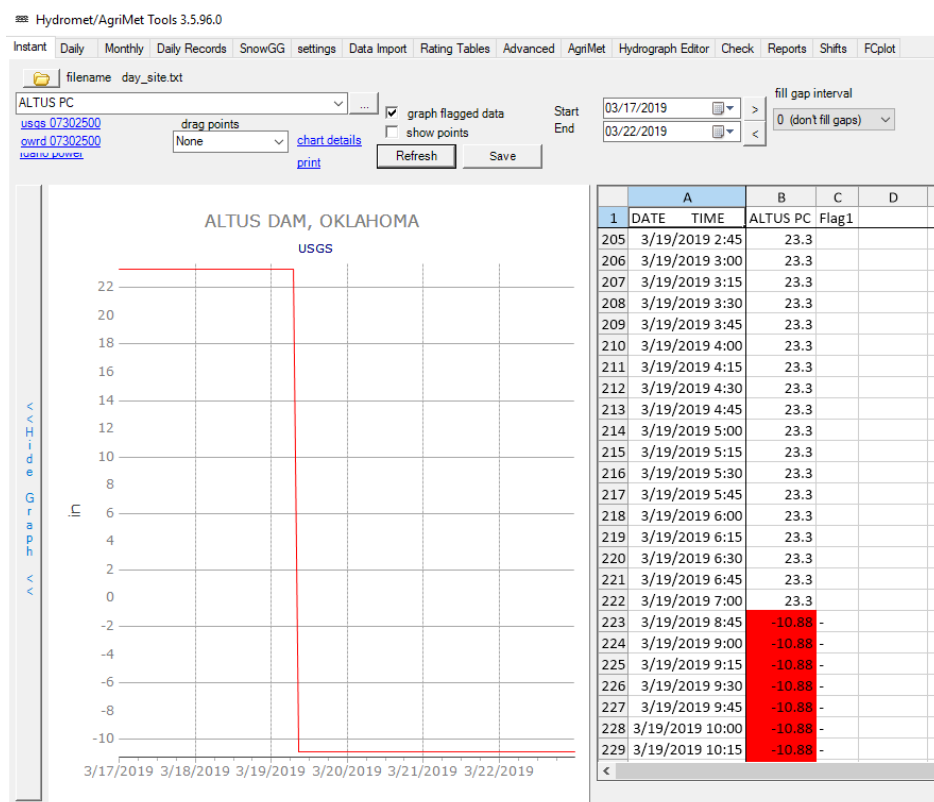 Hydromet/AgriMet Tools 3.5.96.0
Instant Daily Monthly Daily Records SnowGG settings Data Import Rating Tables Advanced AgriMet Hydrograph Editor Check Reports Shifts FCplot
filename day_site.txt
fill gap interval
ALTUS PC ... graph flagged data Start 03/17/2019 > 0 (don't fill gaps)
usgs 07302500 drag points show points End 03/22/2019 <
owrd 07302500 None chart details
idaho power print Refresh Save
ALTUS DAM, OKLAHOMA
USGS
<<Hide Graph <<
in
22
20
18
16
14
12
10
8
6
4
2
0
-2
-4
-6
-8
-10
3/17/2019 3/18/2019 3/19/2019 3/20/2019 3/21/2019 3/22/2019
A B C D
1 DATE TIME ALTUS PC Flag1
205 3/19/2019 2:45 23.3
206 3/19/2019 3:00 23.3
207 3/19/2019 3:15 23.3
208 3/19/2019 3:30 23.3
209 3/19/2019 3:45 23.3
210 3/19/2019 4:00 23.3
211 3/19/2019 4:15 23.3
212 3/19/2019 4:30 23.3
213 3/19/2019 4:45 23.3
214 3/19/2019 5:00 23.3
215 3/19/2019 5:15 23.3
216 3/19/2019 5:30 23.3
217 3/19/2019 5:45 23.3
218 3/19/2019 6:00 23.3
219 3/19/2019 6:15 23.3
220 3/19/2019 6:30 23.3
221 3/19/2019 6:45 23.3
222 3/19/2019 7:00 23.3
223 3/19/2019 8:45 -10.88 -
224 3/19/2019 9:00 -10.88 -
225 3/19/2019 9:15 -10.88 -
226 3/19/2019 9:30 -10.88 -
227 3/19/2019 9:45 -10.88 -
228 3/19/2019 10:00 -10.88 -
229 3/19/2019 10:15 -10.88 -
<